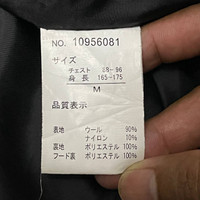 NO. 10956081
サイズ
チェスト 88-96
身長 165-175
M
品質表示
表地 ウール 90%
ナイロン 10%
裏地 ポリエステル 100%
フード裏 ポリエステル 100%